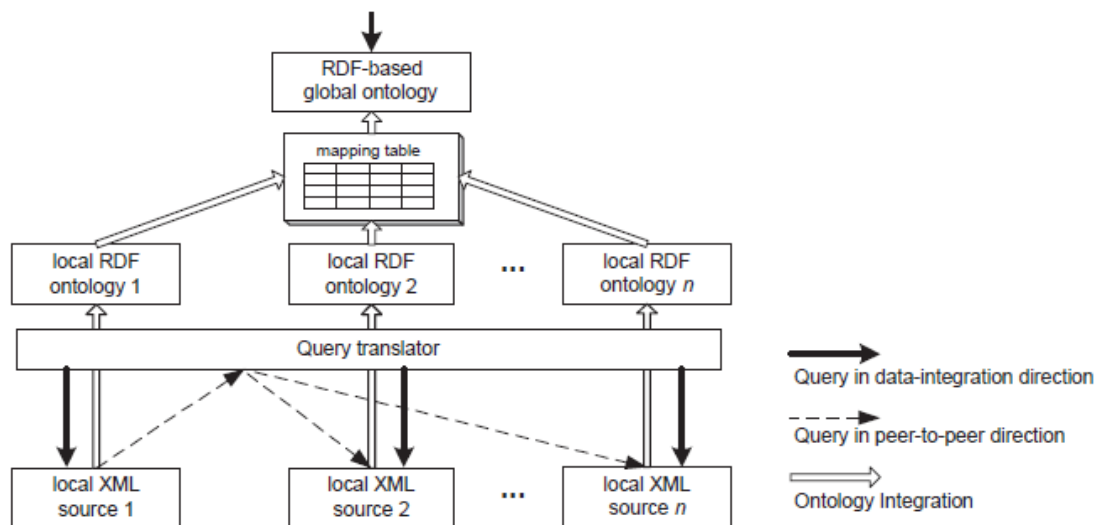 RDF-based
global ontology
mapping table
local RDF
ontology 1
local RDF
ontology 2
...
local RDF
ontology n
Query translator
Query in data-integration direction
Query in peer-to-peer direction
local XML
source 1
local XML
source 2
...
local XML
source n
Ontology Integration